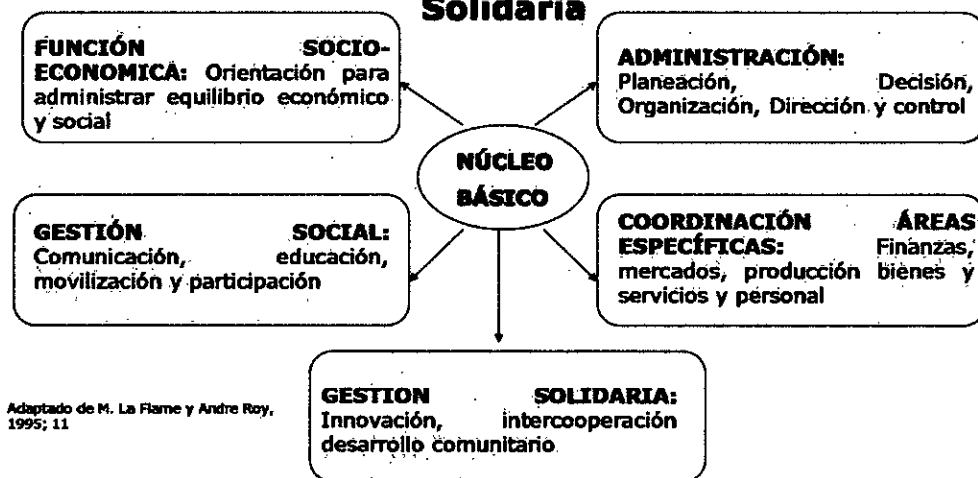 Solidaria
FUNCIÓN SOCIO-
ECONOMICA: Orientación para
administrar equilibrio económico
y social
ADMINISTRACIÓN:
Planeación, Decisión,
Organización, Dirección y control
NÚCLEO
BÁSICO
GESTIÓN SOCIAL:
Comunicación, educación,
movilización y participación
COORDINACIÓN ÁREAS
ESPECÍFICAS: Finanzas,
mercados, producción bienes y
servicios y personal
GESTION SOLIDARIA:
Innovación, intercooperación
desarrollo comunitario
Adaptado de M. La Flame y Andre Roy,
1995; 11